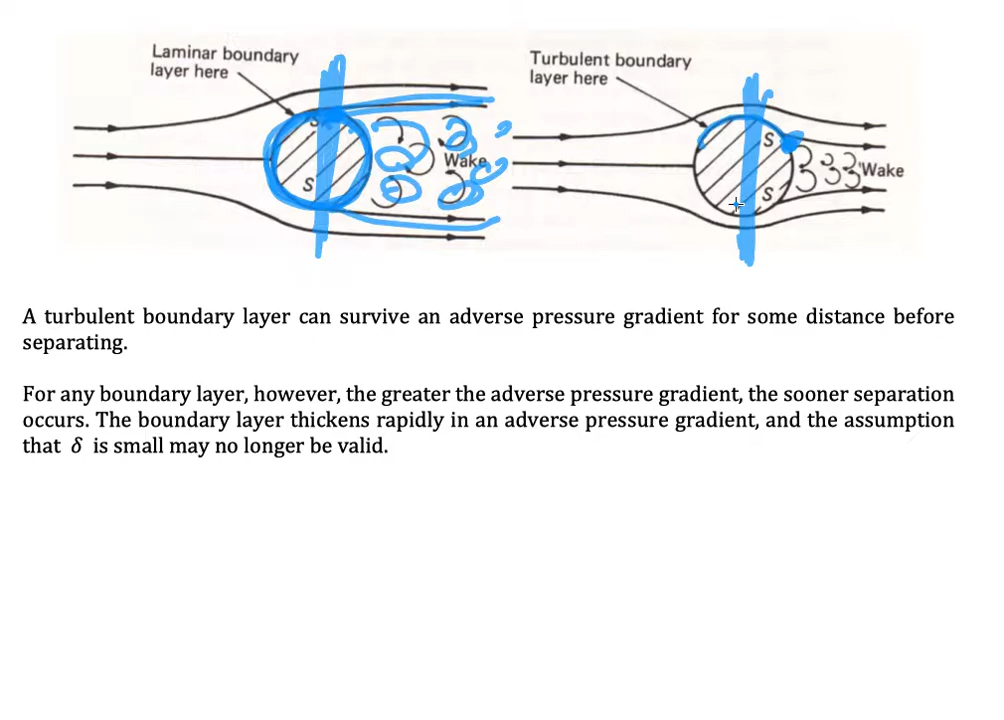 Laminar boundary
layer here
Turbulent boundary
layer here
S
S
Wake
S
S
Wake
A turbulent boundary layer can survive an adverse pressure gradient for some distance before
separating.
For any boundary layer, however, the greater the adverse pressure gradient, the sooner separation
occurs. The boundary layer thickens rapidly in an adverse pressure gradient, and the assumption
that δ is small may no longer be valid.